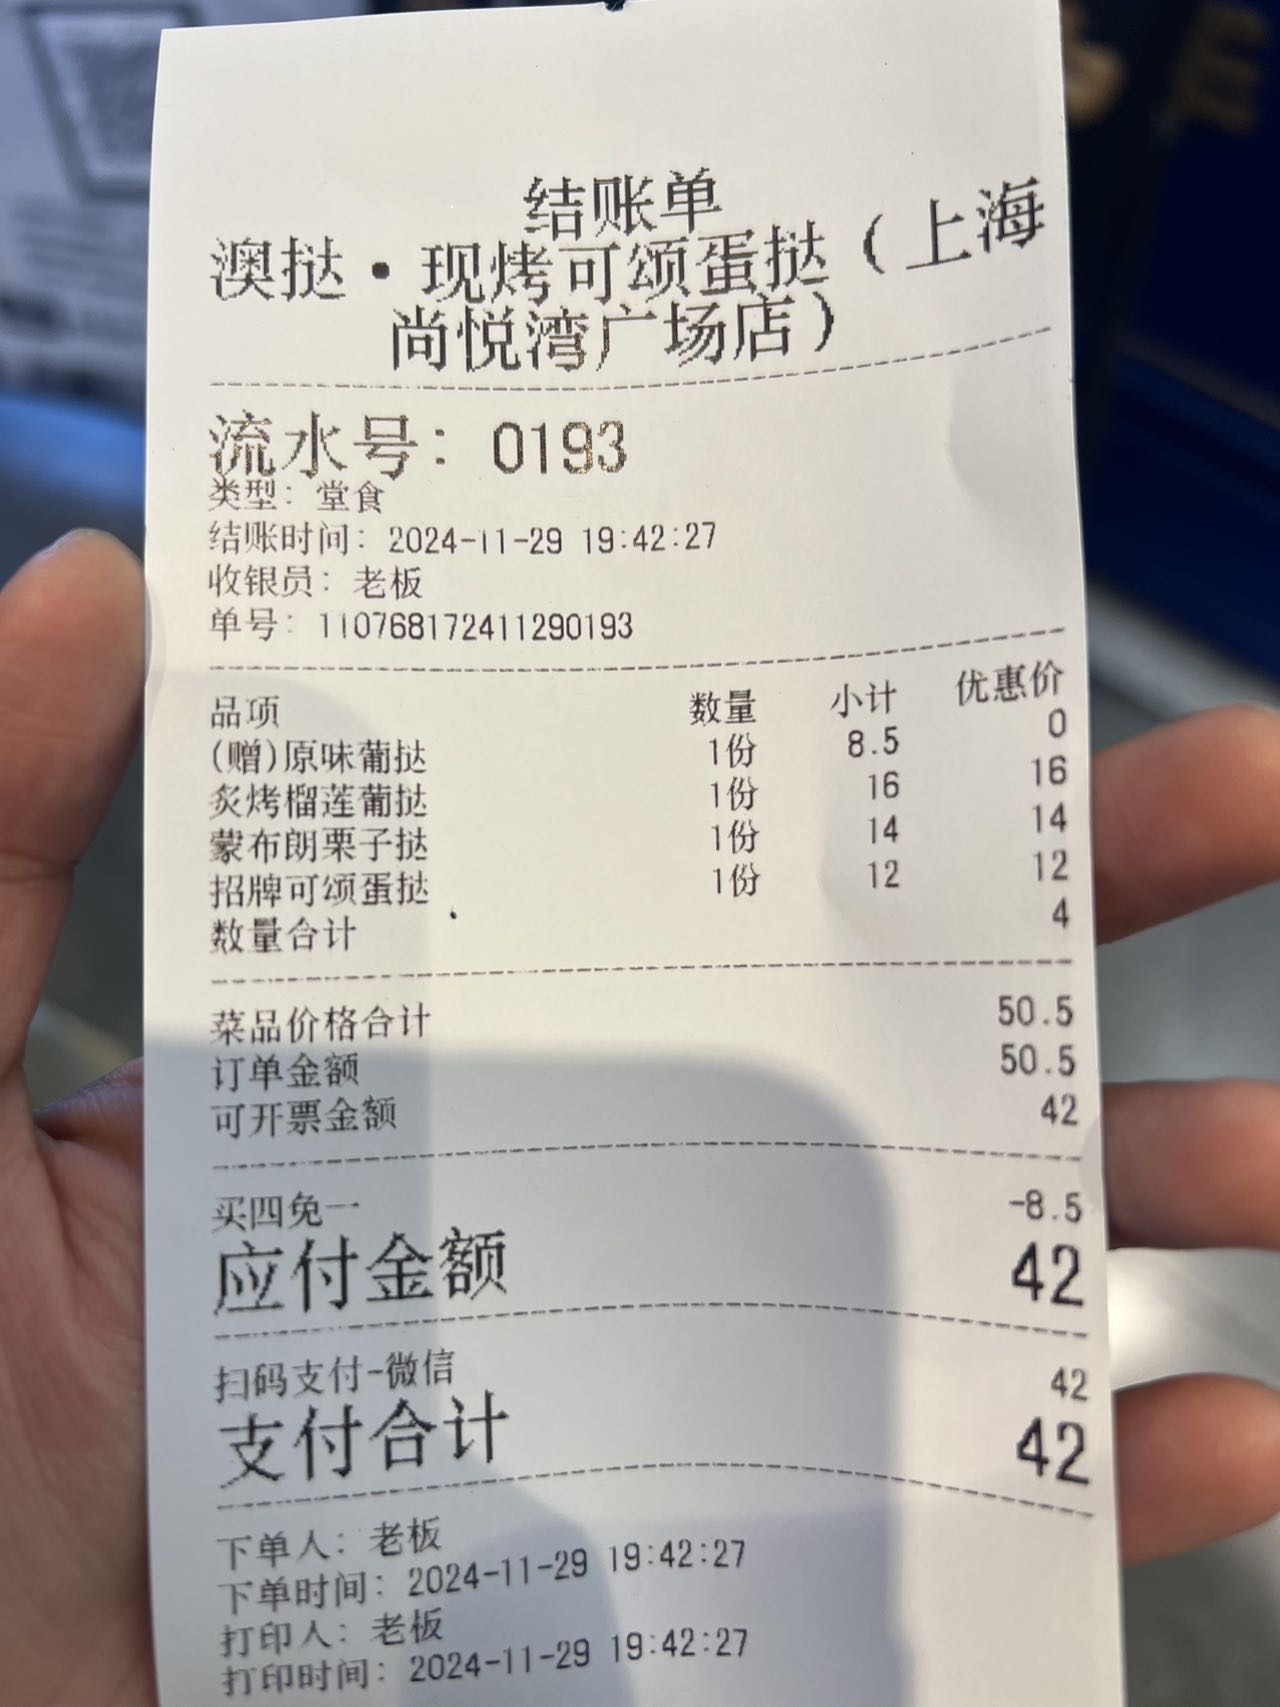 结账单
澳挞·现烤可颂蛋挞(上海
尚悦湾广场店)
流水号: 0193
类型: 堂食
结账时间: 2024-11-29 19:42:27
收银员: 老板
单号: 110768172411290193
品项 数量 小计 优惠价
(赠)原味葡挞 1份 8.5 0
炙烤榴莲葡挞 1份 16 16
蒙布朗栗子挞 1份 14 14
招牌可颂蛋挞 1份 12 12
数量合计 4
菜品价格合计 50.5
订单金额 50.5
可开票金额 42
买四免一 -8.5
应付金额 42
扫码支付-微信 42
支付合计 42
下单人: 老板
下单时间: 2024-11-29 19:42:27
打印人: 老板
打印时间: 2024-11-29 19:42:27